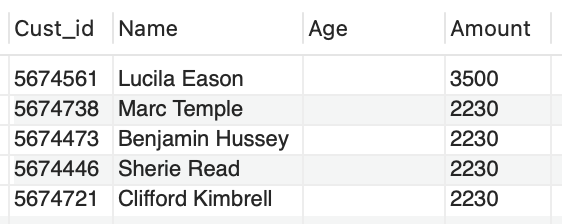 Cust_id Name Age Amount
5674561 Lucila Eason 3500
5674738 Marc Temple 2230
5674473 Benjamin Hussey 2230
5674446 Sherie Read 2230
5674721 Clifford Kimbrell 2230